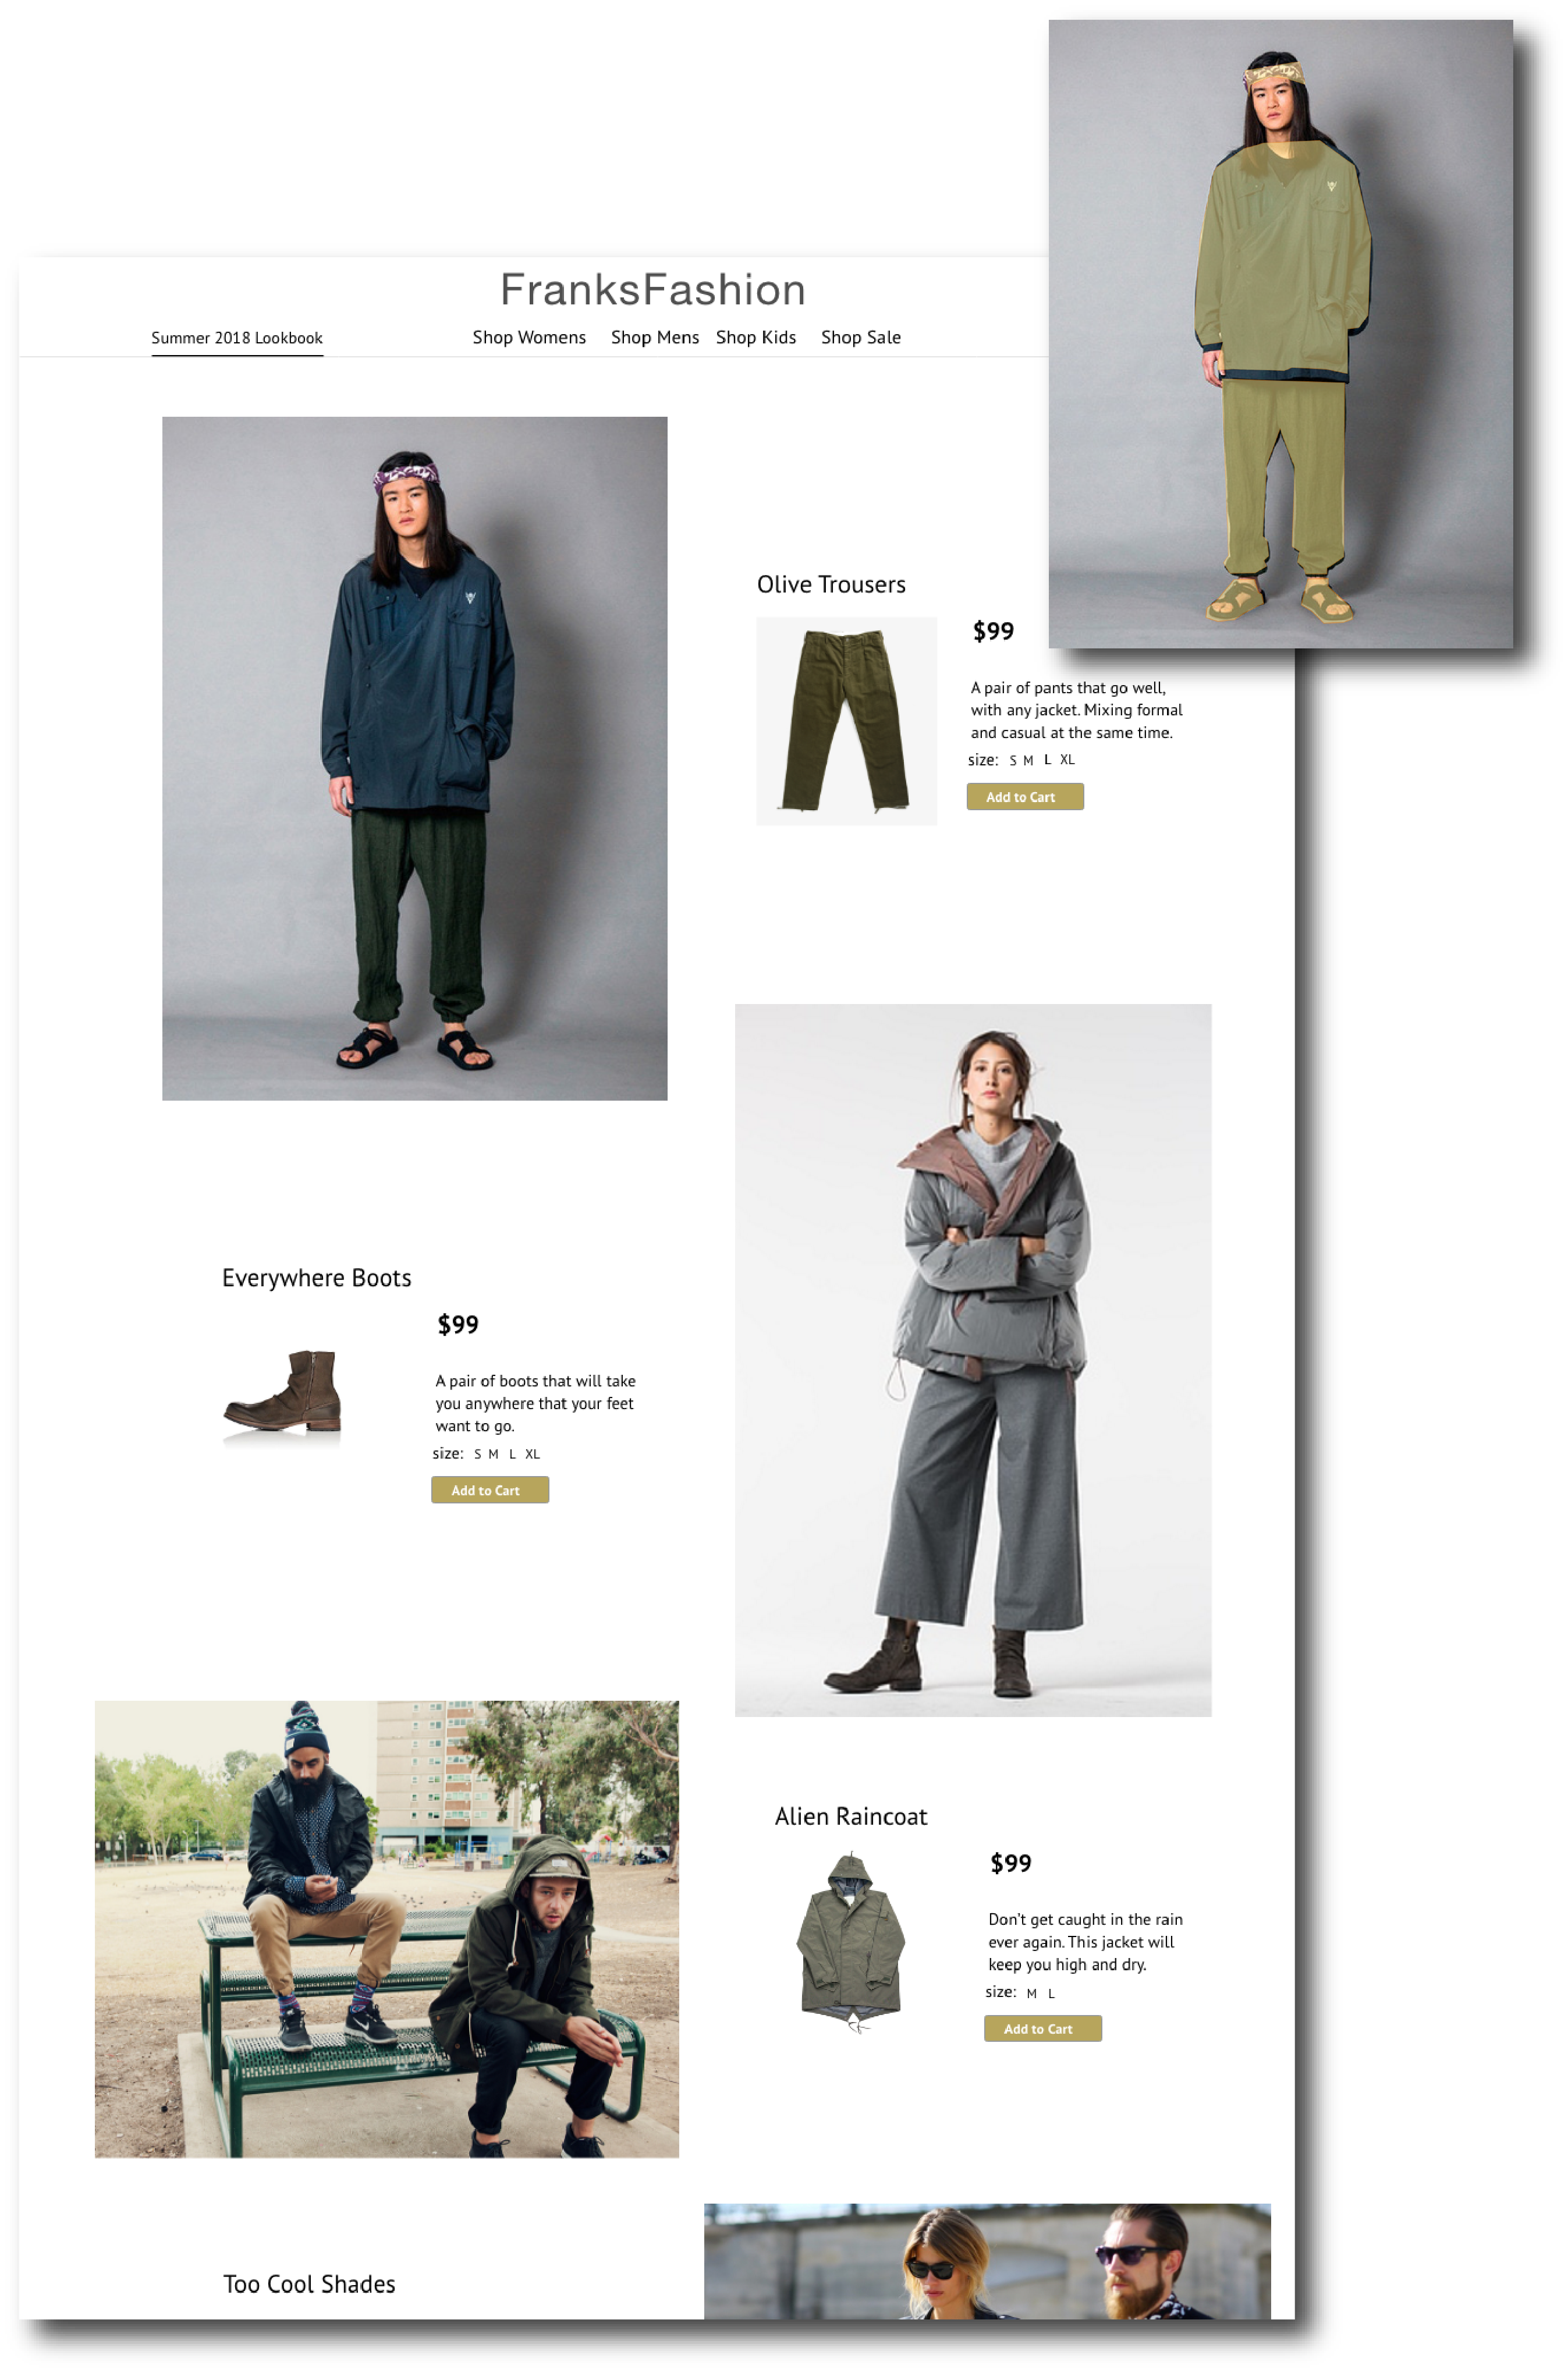 FranksFashion
Summer 2018 Lookbook
Shop Womens
Shop Mens
Shop Kids
Shop Sale
Olive Trousers
$99
A pair of pants that go well,
with any jacket. Mixing formal
and casual at the same time.
size: S M L XL
Add to Cart
Everywhere Boots
$99
A pair of boots that will take
you anywhere that your feet
want to go.
size: S M L XL
Add to Cart
Alien Raincoat
$99
Don't get caught in the rain
ever again. This jacket will
keep you high and dry.
size: M L
Add to Cart
Too Cool Shades